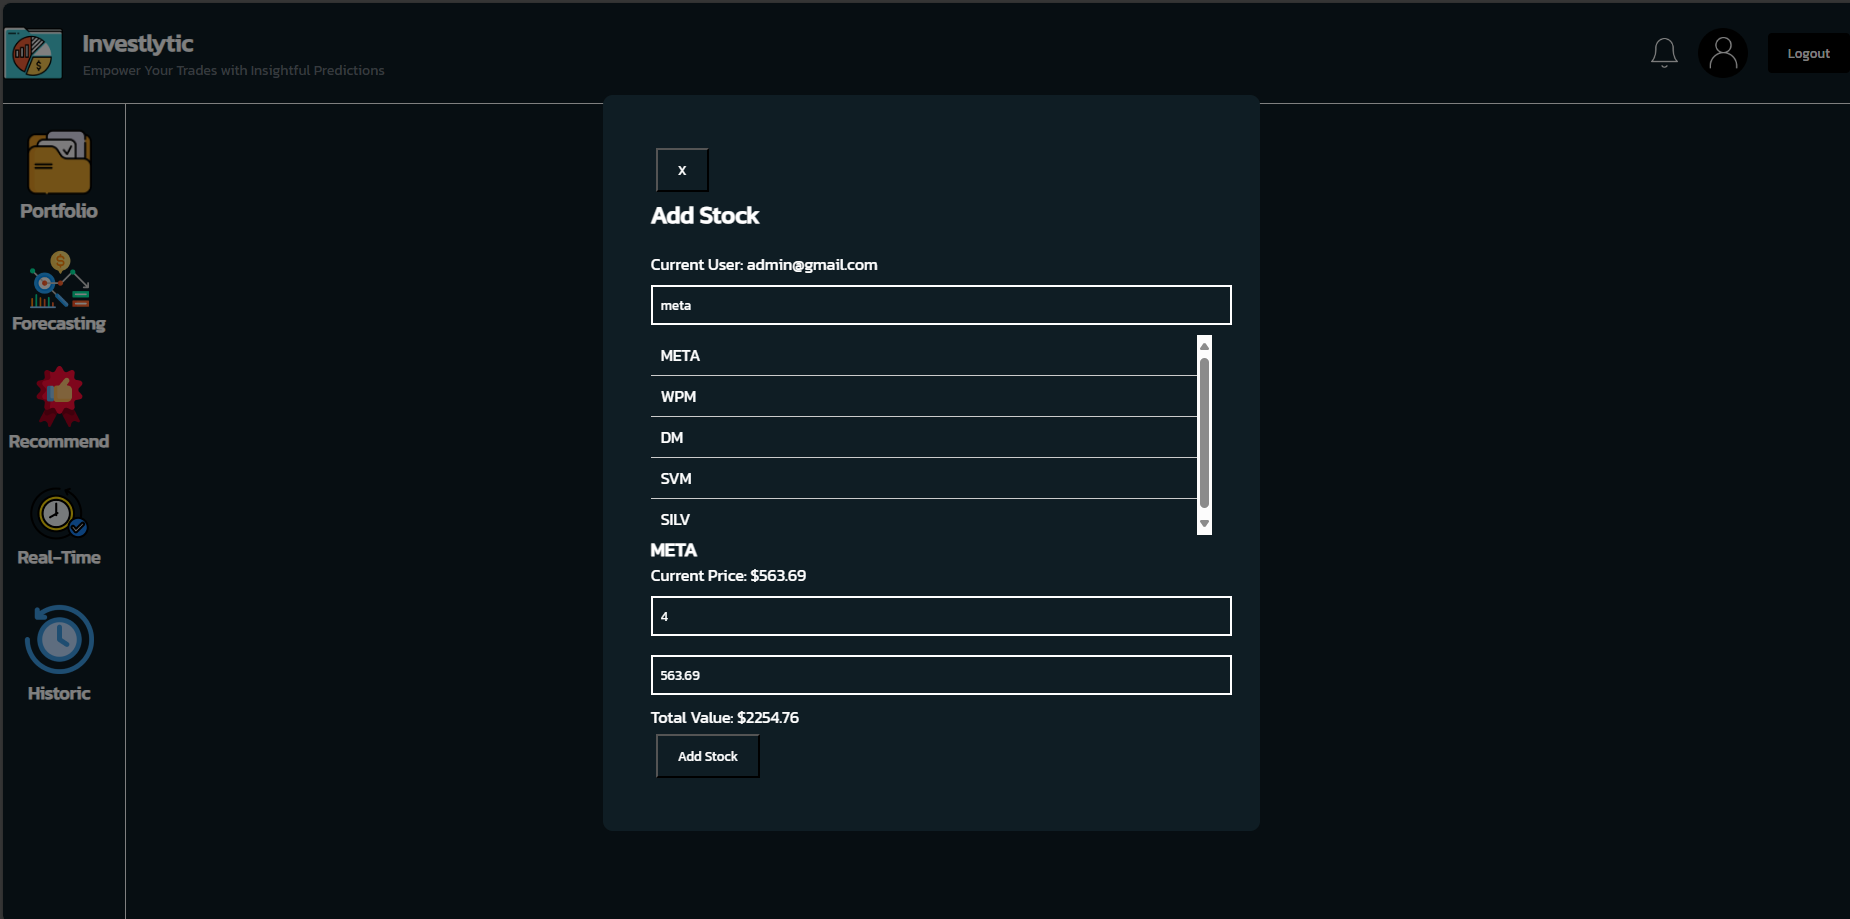 Investlytic
Empower Your Trades with Insightful Predictions
Logout
Portfolio
Forecasting
Recommend
Real-Time
Historic
X
Add Stock
Current User: admin@gmail.com
meta
META
WPM
DM
SVM
SILV
META
Current Price: $563.69
4
563.69
Total Value: $2254.76
Add Stock